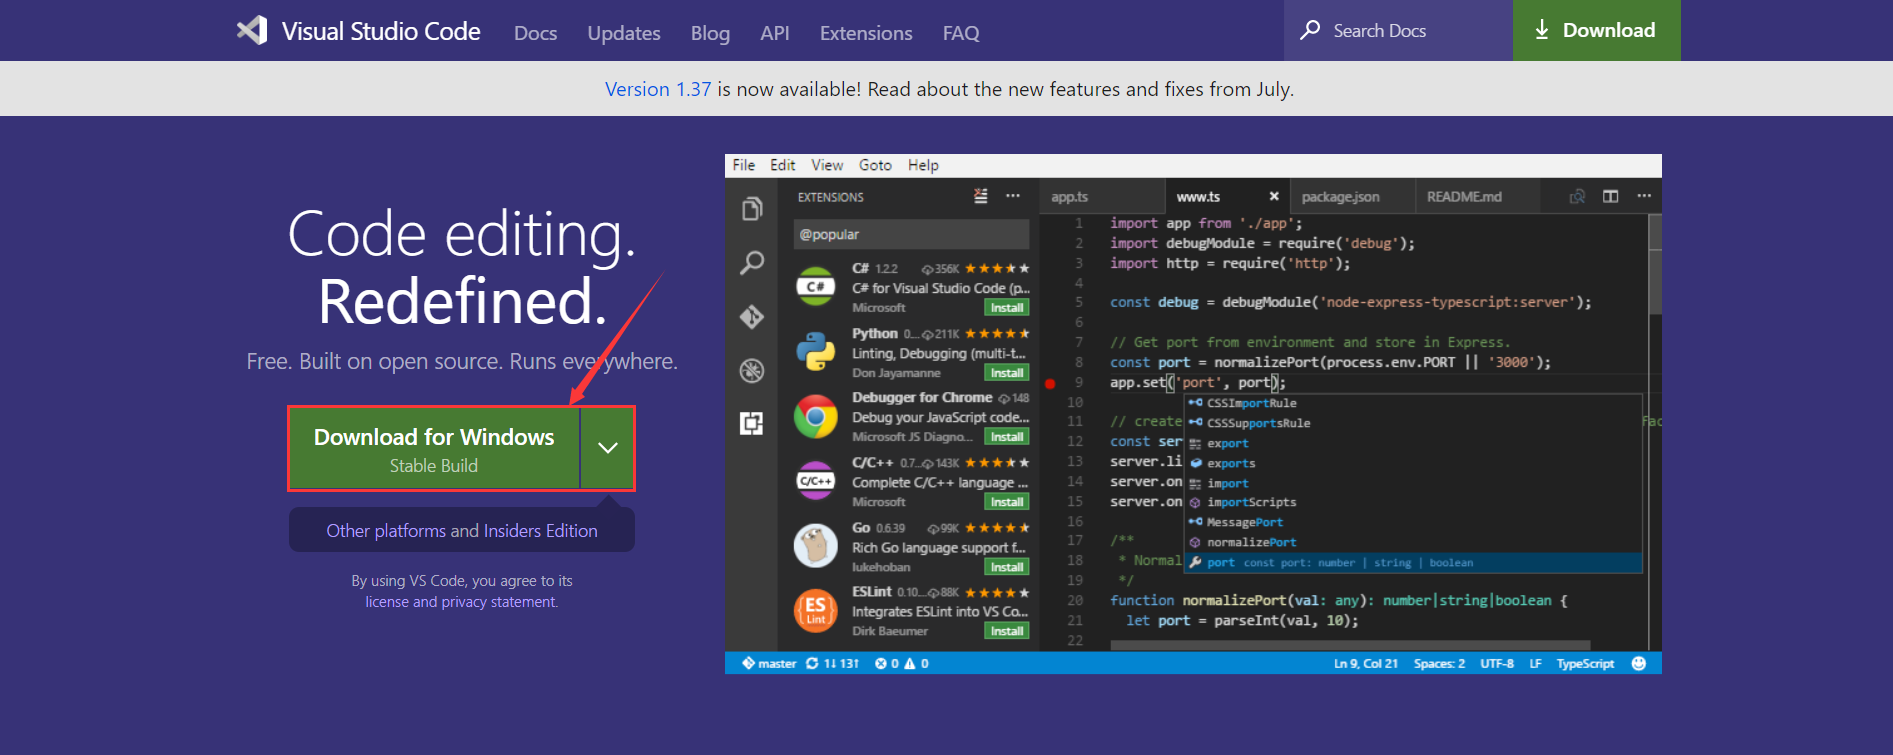 Visual Studio Code Docs Updates Blog API Extensions FAQ Search Docs Download
Version 1.37 is now available! Read about the new features and fixes from July.
Code editing.
Redefined.
Free. Built on open source. Runs everywhere.
Download for Windows
Stable Build
Other platforms and Insiders Edition
By using VS Code, you agree to its
license and privacy statement.
File Edit View Goto Help
EXTENSIONS
@popular
C# 1.2.2 356K
C# for Visual Studio Code (p...
Microsoft Install
Python 0.... 211K
Linting, Debugging (multi-t...
Don Jayamanne Install
Debugger for Chrome 148
Debug your JavaScript code...
Microsoft JS Diagno... Install
C/C++ 0.7... 143K
Complete C/C++ language ...
Microsoft Install
Go 0.6.39 99K
Rich Go language support f...
lukehoban Install
ESLint 0.10... 88K
Integrates ESLint into VS Co...
Dirk Baeumer Install
C#
C/C++
ES
Lint
app.ts www.ts package.json README.md
1 import app from './app';
2 import debugModule = require('debug');
3 import http = require('http');
4
5 const debug = debugModule('node-express-typescript:server');
6
7 // Get port from environment and store in Express.
8 const port = normalizePort(process.env.PORT || '3000');
9 app.set('port', port);
10
11 // create fac
12 const ser
13 server.li
14 server.on
15 server.on
16
17 /**
18 * Normal
19 */
20 function normalizePort(val: any): number|string|boolean {
21 let port = parseInt(val, 10);
22
CSSImportRule
CSSSupportsRule
export
exports
import
importScripts
MessagePort
normalizePort
port const port: number | string | boolean
master 1↓ 13↑ 0 0 Ln 9, Col 21 Spaces: 2 UTF-8 LF TypeScript